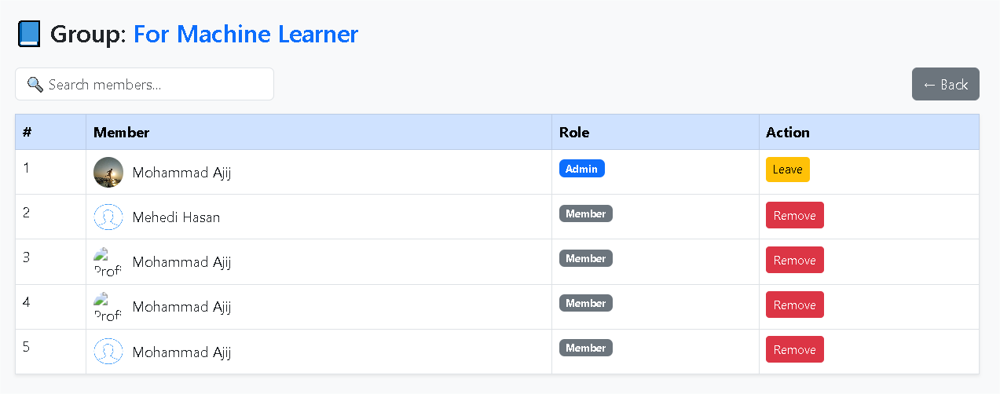 Group: For Machine Learner
Search members...
← Back
# Member Role Action
1 Mohammad Ajij Admin Leave
2 Mehedi Hasan Member Remove
3 Prof Mohammad Ajij Member Remove
4 Prof Mohammad Ajij Member Remove
5 Mohammad Ajij Member Remove